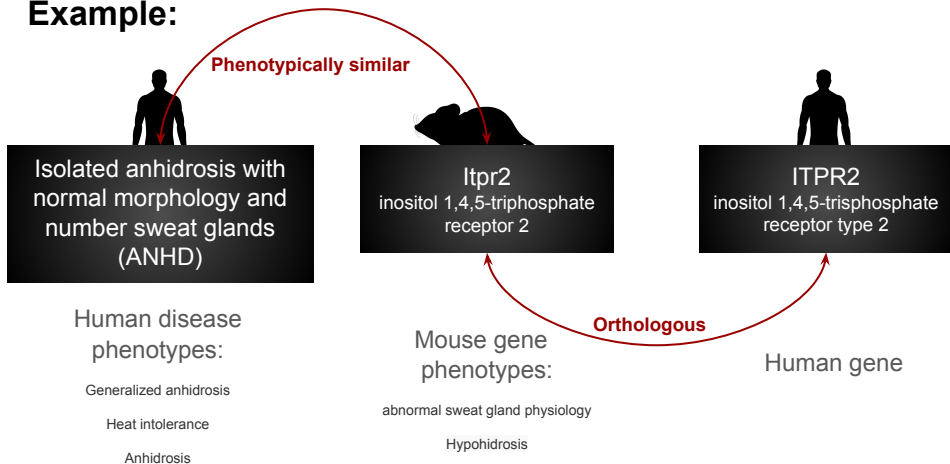 Example:
Phenotypically similar
Isolated anhidrosis with
normal morphology and
number sweat glands
(ANHD)
Itpr2
inositol 1,4,5-triphosphate
receptor 2
ITPR2
inositol 1,4,5-trisphosphate
receptor type 2
Orthologous
Human disease
phenotypes:
Generalized anhidrosis
Heat intolerance
Anhidrosis
Mouse gene
phenotypes:
abnormal sweat gland physiology
Hypohidrosis
Human gene